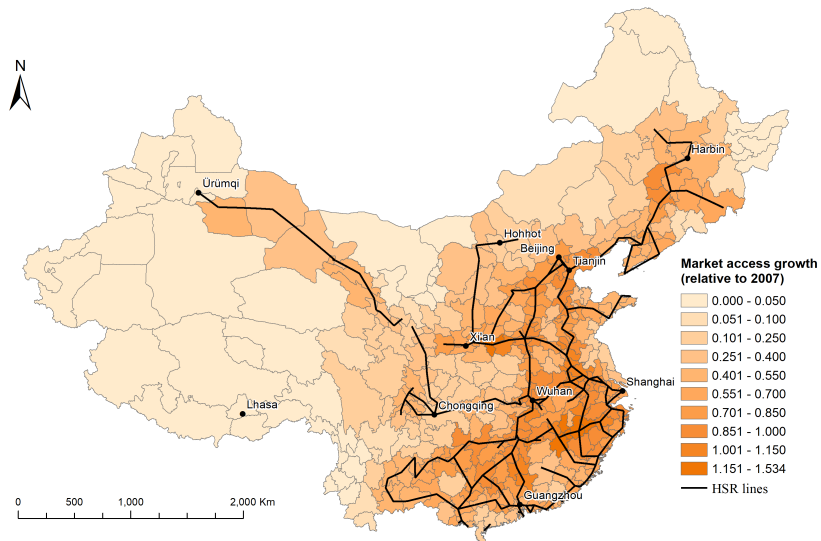 N
Harbin
Ürümqi
Hohhot
Beijing
Tianjin
Market access growth
(relative to 2007)
0.000 - 0.050
0.051 - 0.100
0.101 - 0.250
0.251 - 0.400
0.401 - 0.550
0.551 - 0.700
0.701 - 0.850
0.851 - 1.000
1.001 - 1.150
1.151 - 1.534
HSR lines
Xi'an
Shanghai
Wuhan
Lhasa
Chongqing
Guangzhou
0 500 1,000 2,000 Km